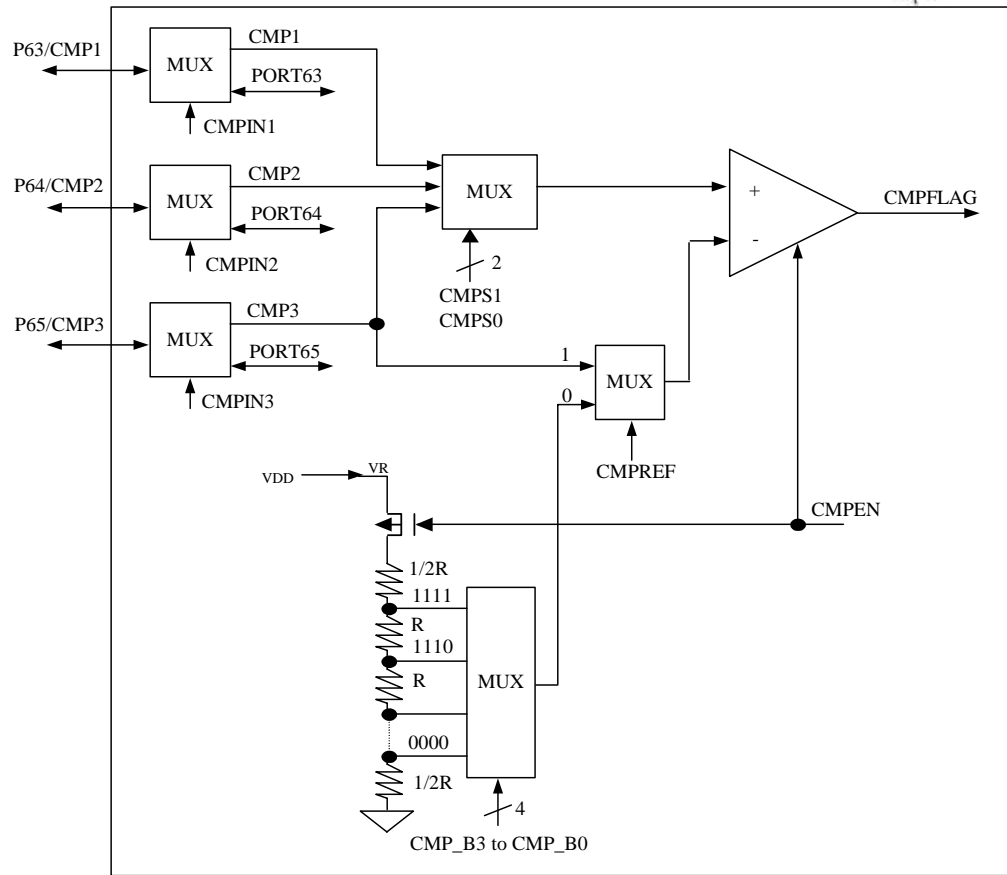 P63/CMP1
MUX
CMP1
PORT63
CMPIN1
P64/CMP2
MUX
CMP2
PORT64
CMPIN2
P65/CMP3
MUX
CMP3
PORT65
CMPIN3
MUX
2
CMPS1
CMPS0
+
-
CMPFLAG
1
0
MUX
CMPREF
CMPEN
VDD
VR
1/2R
1111
R
1110
R
MUX
0000
1/2R
4
CMP_B3 to CMP_B0